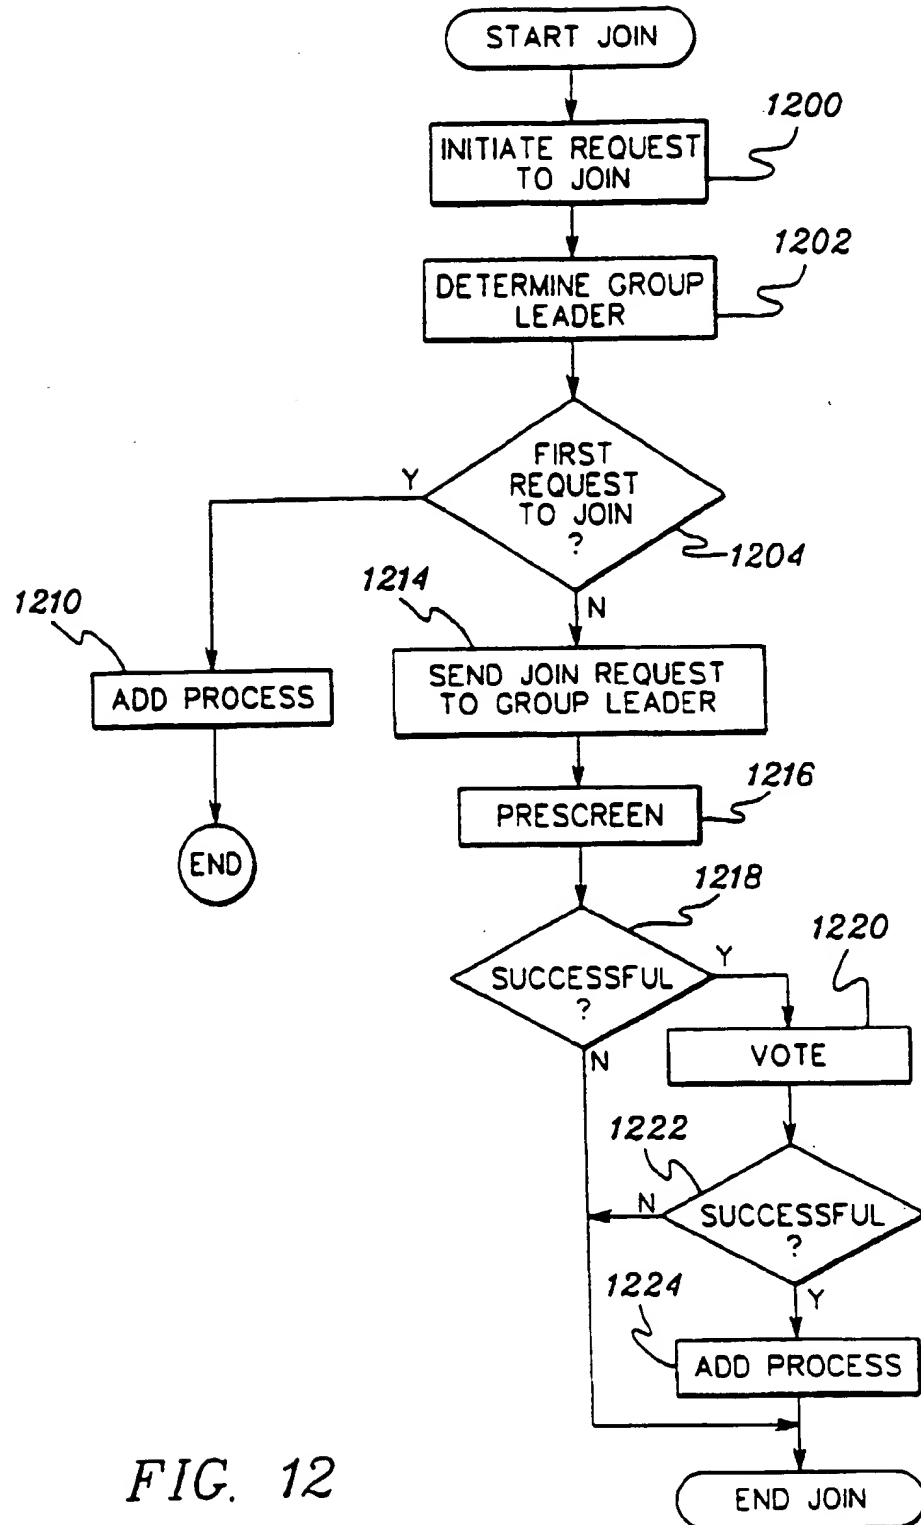 START JOIN
1200
INITIATE REQUEST
TO JOIN
1202
DETERMINE GROUP
LEADER
FIRST
REQUEST
TO JOIN
?
Y
1204
N
1214
1210
SEND JOIN REQUEST
TO GROUP LEADER
ADD PROCESS
1216
PRESCREEN
END
1218
SUCCESSFUL
?
Y
N
1220
VOTE
1222
N
SUCCESSFUL
?
Y
1224
ADD PROCESS
END JOIN
FIG. 12